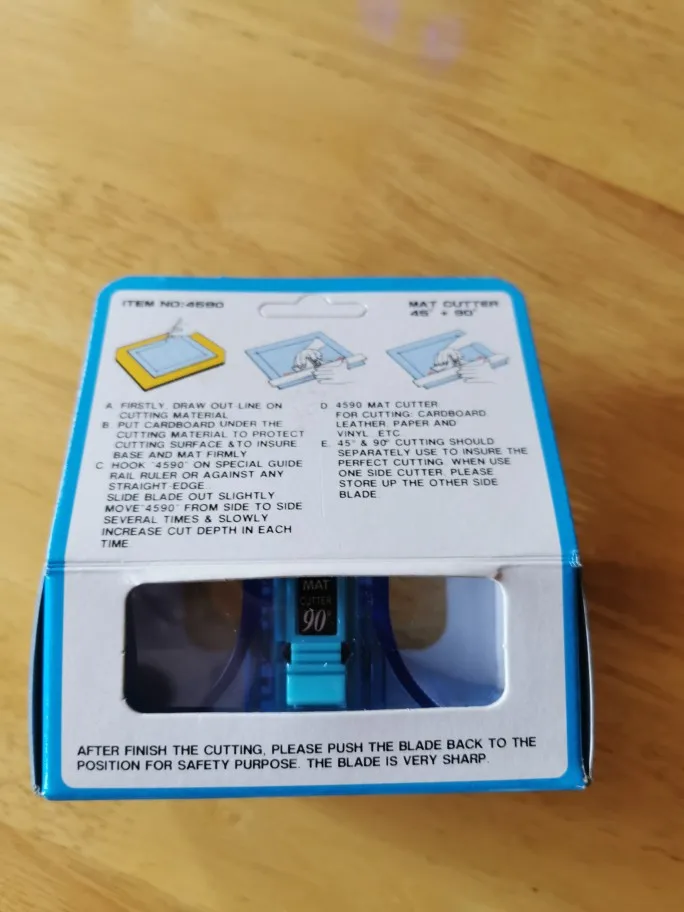 ITEM NO:4590
MAT CUTTER
45° + 90°
A. FIRSTLY, DRAW OUT-LINE ON
CUTTING MATERIAL
B. PUT CARDBOARD UNDER THE
CUTTING MATERIAL TO PROTECT
CUTTING SURFACE &TO INSURE
BASE AND MAT FIRMLY
C. HOOK "4590" ON SPECIAL GUIDE
RAIL RULER OR AGAINST ANY
STRAIGHT-EDGE.
SLIDE BLADE OUT SLIGHTLY
MOVE"4590" FROM SIDE TO SIDE
SEVERAL TIMES & SLOWLY
INCREASE CUT DEPTH IN EACH
TIME.
D. 4590 MAT CUTTER
FOR CUTTING: CARDBOARD
LEATHER, PAPER AND
VINYL...ETC
E. 45° & 90° CUTTING SHOULD
SEPARATELY USE TO INSURE THE
PERFECT CUTTING. WHEN USE
ONE SIDE CUTTER. PLEASE
STORE UP THE OTHER SIDE
BLADE.
MAT
CUTTER
90°
AFTER FINISH THE CUTTING, PLEASE PUSH THE BLADE BACK TO THE
POSITION FOR SAFETY PURPOSE. THE BLADE IS VERY SHARP.